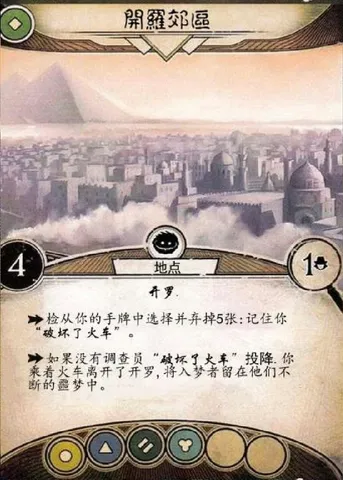 開羅郊區
4
地点
1
开罗.
检从你的手牌中选择并弃掉5张:记住你
“破坏了火车”。
如果没有调查员“破坏了火车”投降.你
乘着火车离开了开罗,将入梦者留在他们不
断的噩梦中。